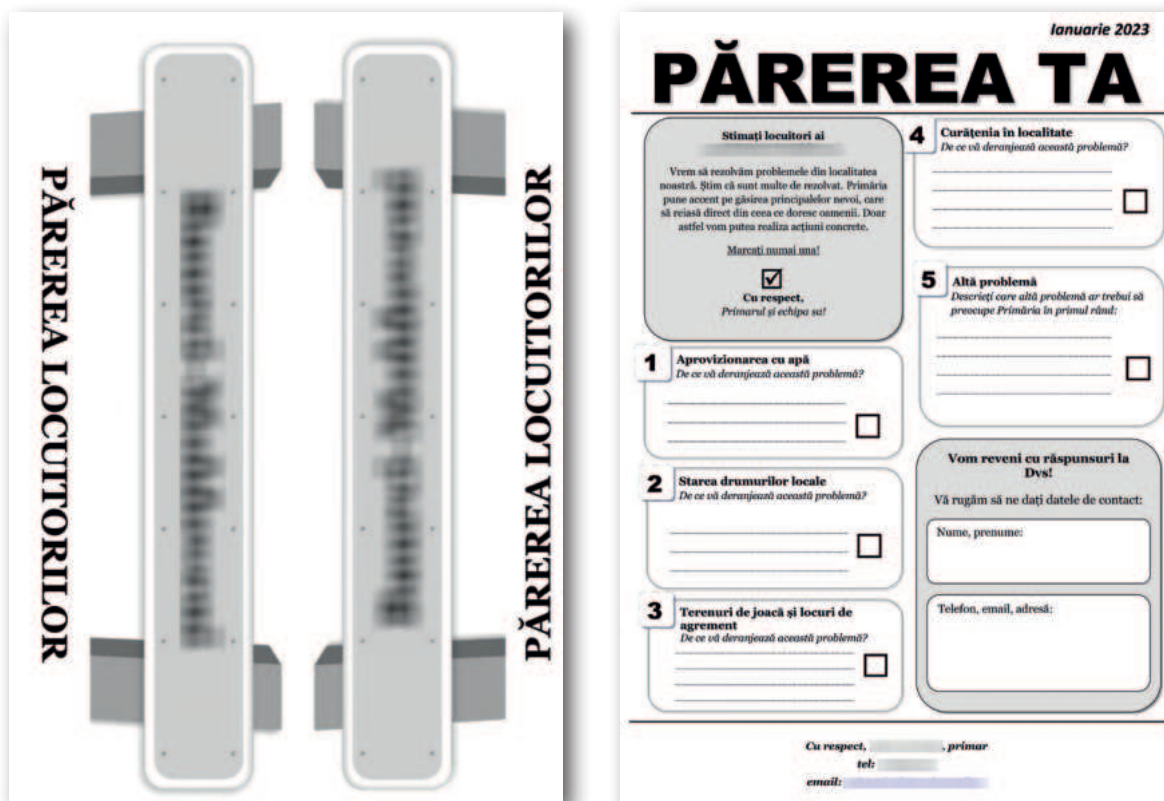 PĂREREA LOCUITORIILOR
PĂREREA LOCUITORIILOR
Ianuarie 2023
PĂREREA TA
Stimați locuitori ai
Vrem să rezolvăm problemele din localitatea
noastră. Știm că sunt multe de rezolvat. Primăria
pune accent pe găsirea principalelor nevoi, care
să reiasă direct din ceea ce doresc oamenii. Doar
astfel vom putea realiza acțiuni concrete.
Marcați numai una!
Cu respect,
Primarul și echipa sa!
1
Aprovizionarea cu apă
De ce vă deranjează această problemă?
2
Starea drumurilor locale
De ce vă deranjează această problemă?
3
Terenuri de joacă și locuri de
agrement
De ce vă deranjează această problemă?
4
Curățenia în localitate
De ce vă deranjează această problemă?
5
Altă problemă
Descrieți care altă problemă ar trebui să
preocupe Primăria în primul rând:
Vom reveni cu răspunsuri la
Dvs!
Vă rugăm să ne dați datele de contact:
Nume, prenume:
Telefon, email, adresă:
Cu respect, , primar
tel:
email: